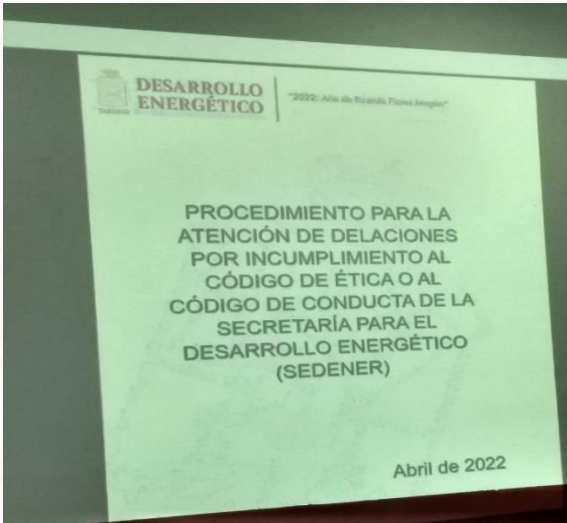 DESARROLLO
ENERGÉTICO
TABASCO
"2022: Año de Ricardo Flores Magón"
PROCEDIMIENTO PARA LA
ATENCIÓN DE DELACIONES
POR INCUMPLIMIENTO AL
CÓDIGO DE ÉTICA O AL
CÓDIGO DE CONDUCTA DE LA
SECRETARÍA PARA EL
DESARROLLO ENERGÉTICO
(SEDENER)
Abril de 2022